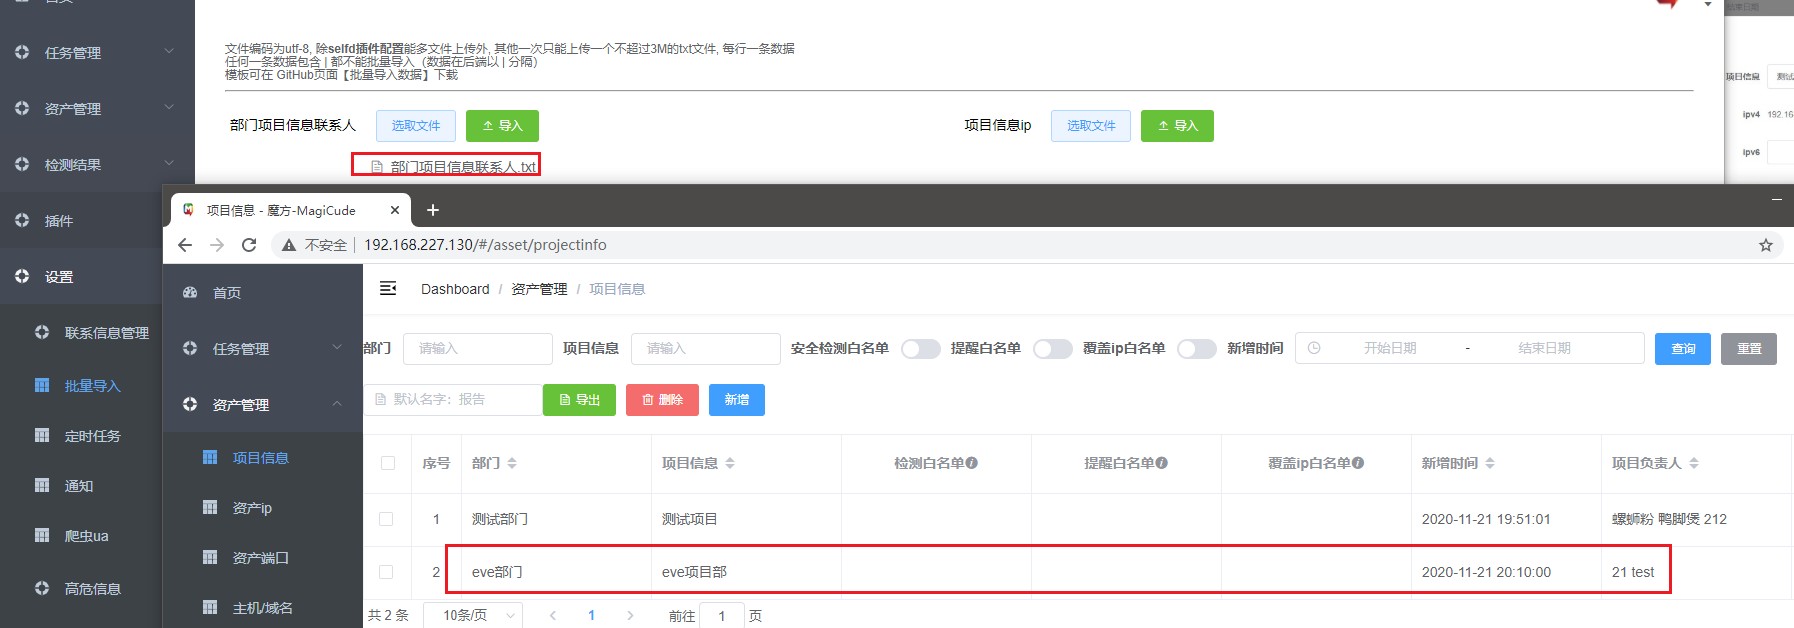 首页
任务管理
资产管理
检测结果
插件
设置
联系信息管理
批量导入
定时任务
通知
爬虫ua
高危信息
文件编码为utf-8, 除selfd插件配置能多文件上传外, 其他一次只能上传一个不超过3M的txt文件, 每行一条数据
任何一条数据包含 | 都不能批量导入（数据在后端以 | 分隔）
模板可在 GitHub页面【批量导入数据】下载
部门项目信息联系人 选取文件 导入 项目信息ip 选取文件 导入
部门项目信息联系人.txt
结束日期
项目信息 测试
ipv4 192.16
ipv6
项目信息 - 魔方-MagiCude
不安全 192.168.227.130/#/asset/projectinfo
首页
任务管理
资产管理
项目信息
资产ip
资产端口
主机/域名
Dashboard / 资产管理 / 项目信息
部门 请输入 项目信息 请输入 安全检测白名单 提醒白名单 覆盖ip白名单 新增时间 开始日期 - 结束日期 查询 重置
默认名字：报告 导出 删除 新增
序号 部门 项目信息 检测白名单 提醒白名单 覆盖ip白名单 新增时间 项目负责人
1 测试部门 测试项目 2020-11-21 19:51:01 螺蛳粉 鸭脚煲 212
2 eve部门 eve项目部 2020-11-21 20:10:00 21 test
共 2 条 10条/页 1 前往 1 页